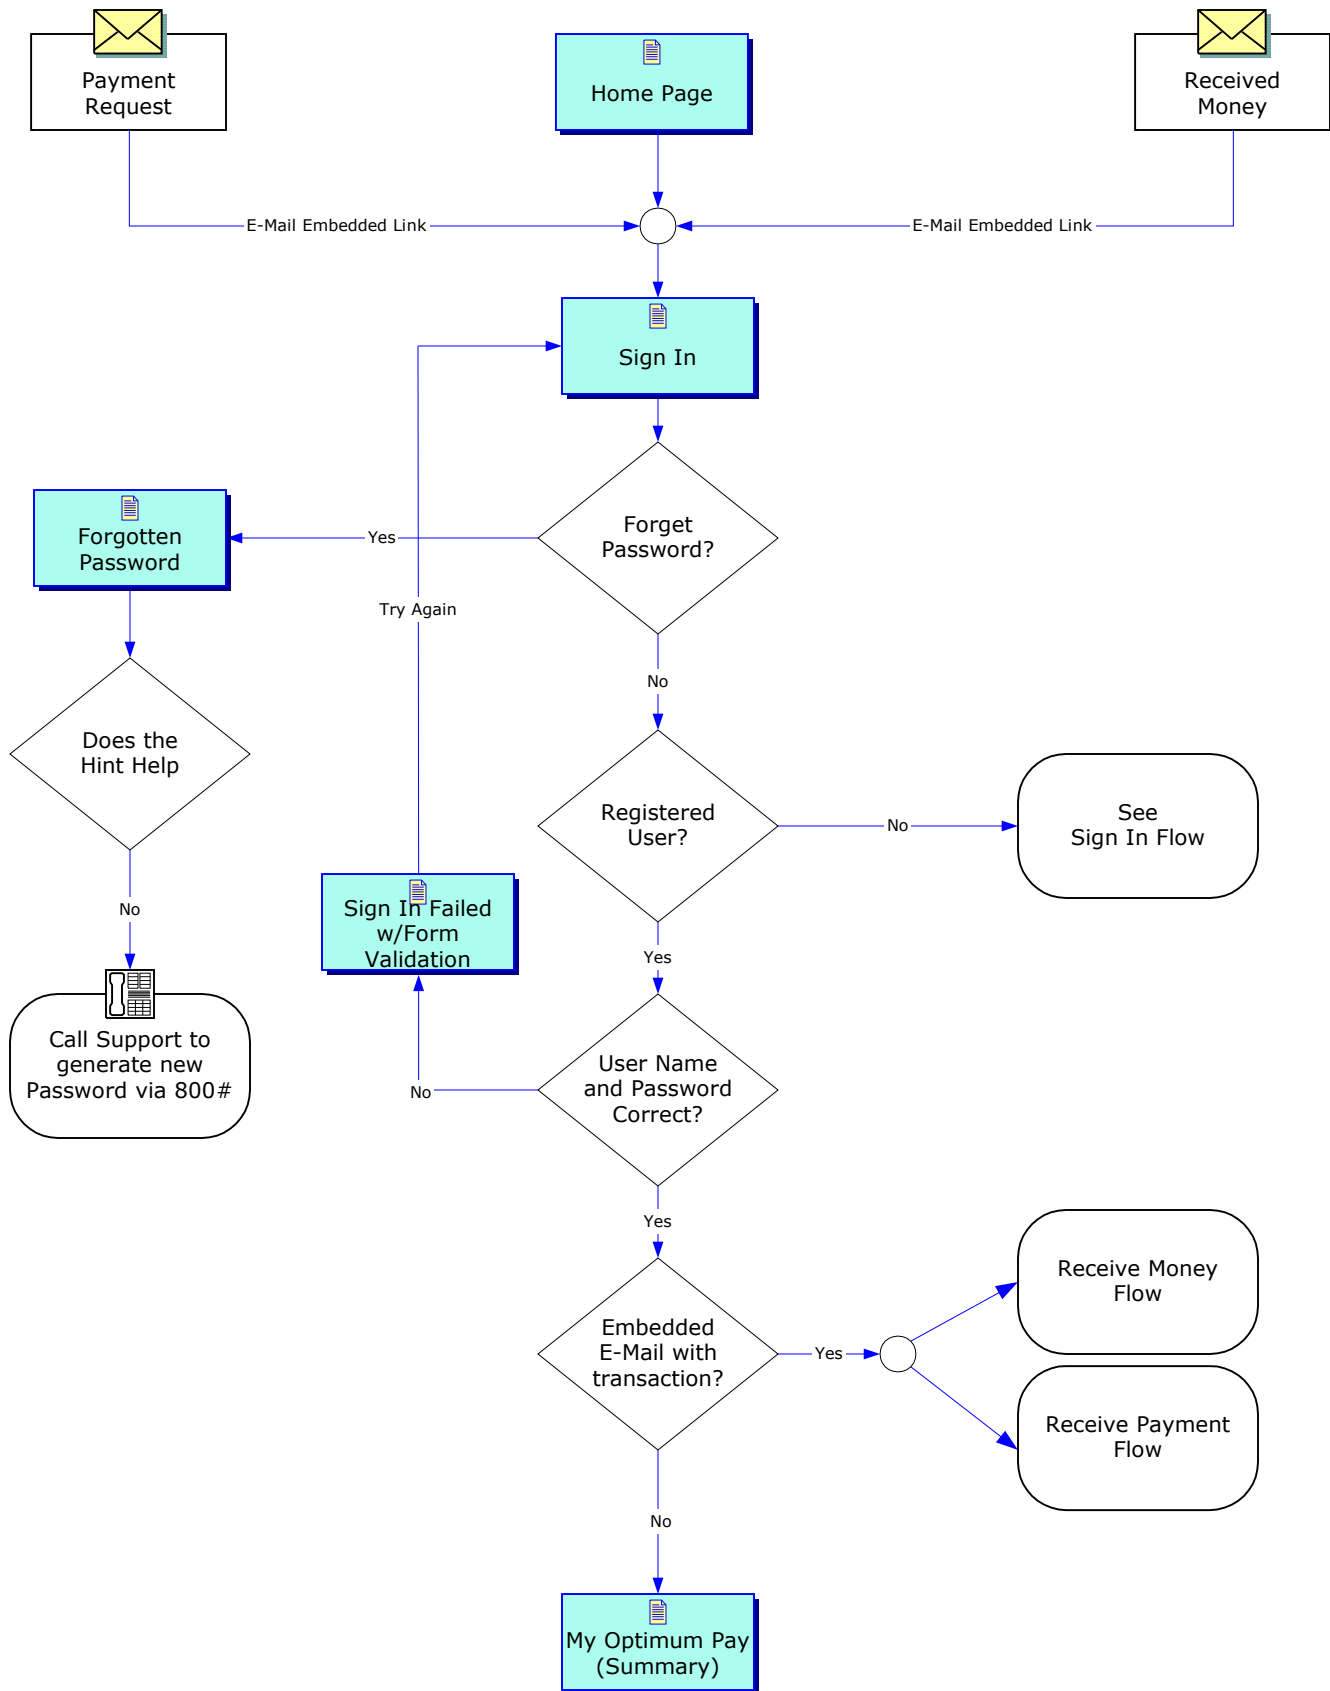 Payment
Request
Home Page
Received
Money
E-Mail Embedded Link
E-Mail Embedded Link
Sign In
Forget
Password?
Yes
Forgotten
Password
Try Again
No
Does the
Hint Help
Registered
User?
No
See
Sign In Flow
No
Sign In Failed
w/Form
Validation
Yes
Call Support to
generate new
Password via 800#
User Name
and Password
Correct?
No
Yes
Embedded
E-Mail with
transaction?
Yes
Receive Money
Flow
Receive Payment
Flow
No
My Optimum Pay
(Summary)